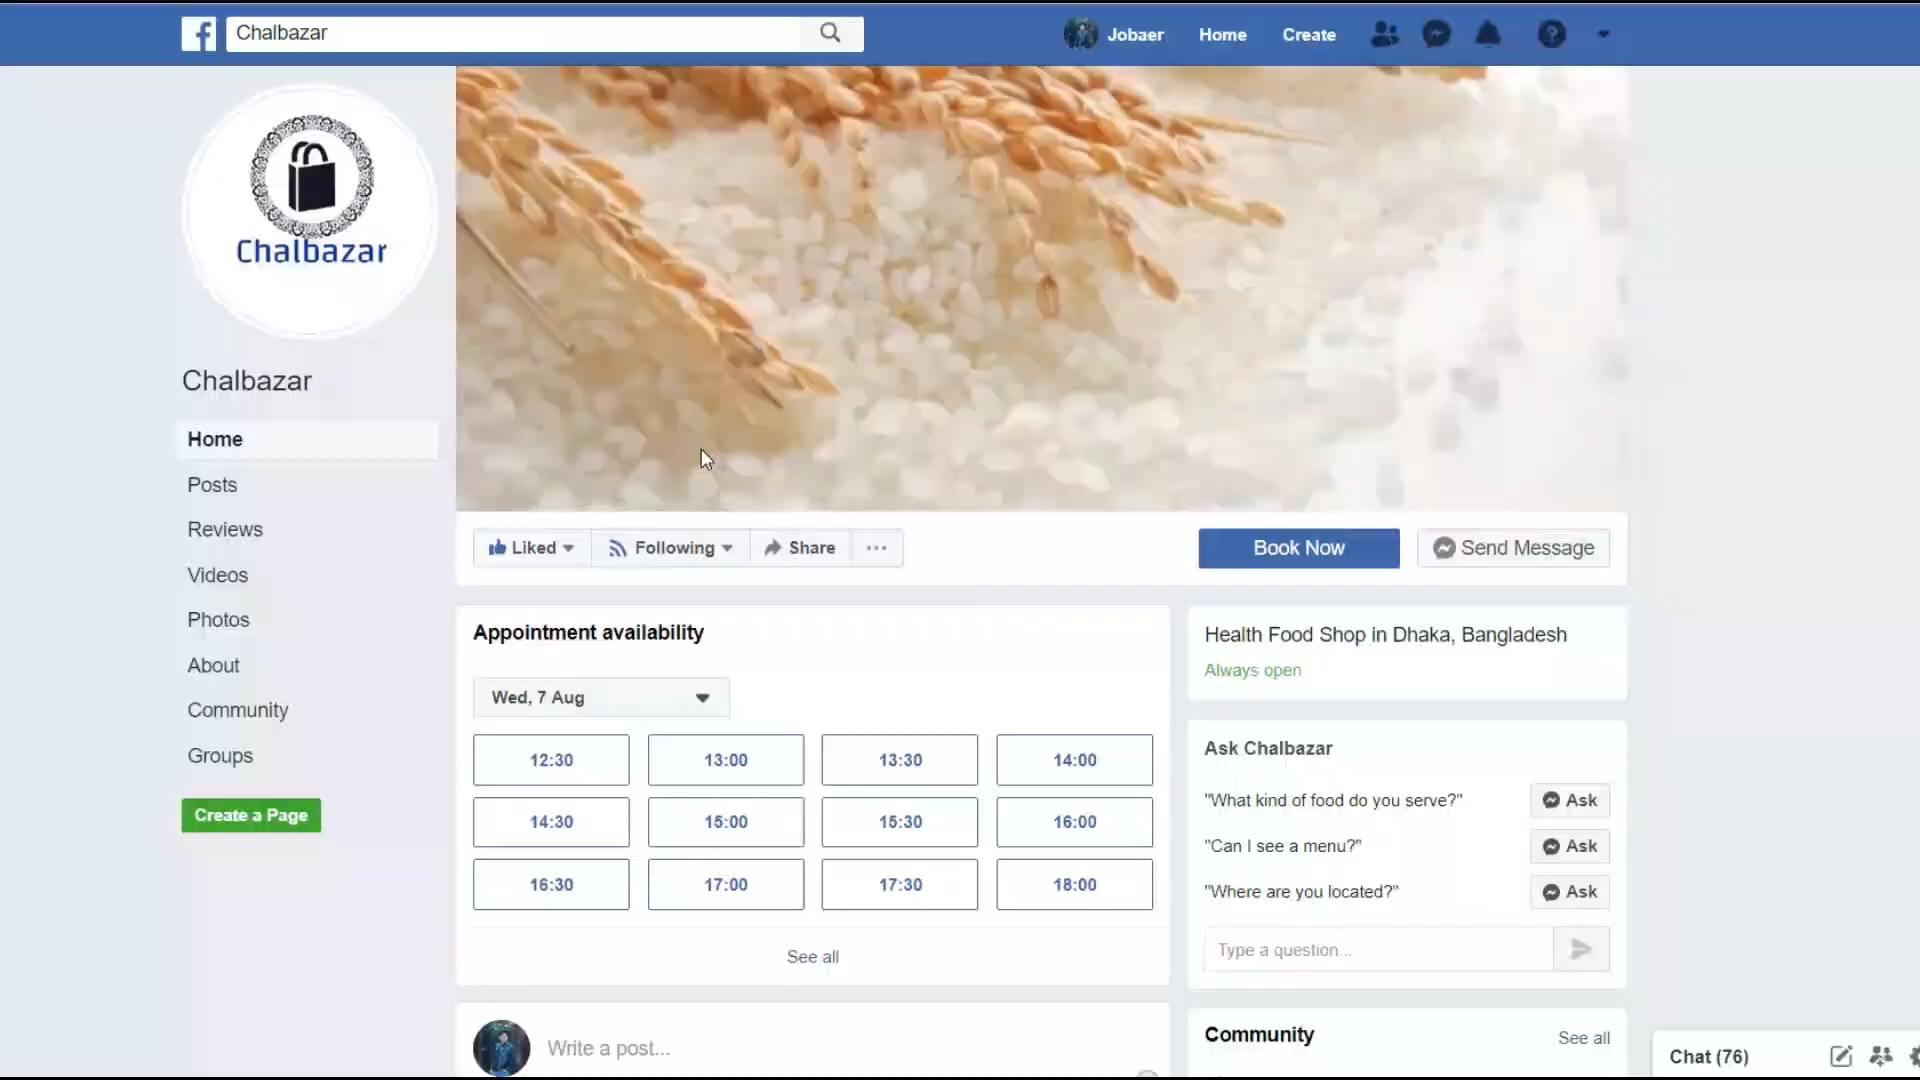 Chalbazar
Jobaer
Home
Create
Chalbazar
Chalbazar
Home
Posts
Reviews
Videos
Photos
About
Community
Groups
Create a Page
Liked
Following
Share
Book Now
Send Message
Appointment availability
Wed, 7 Aug
12:30 13:00 13:30 14:00
14:30 15:00 15:30 16:00
16:30 17:00 17:30 18:00
See all
Write a post...
Health Food Shop in Dhaka, Bangladesh
Always open
Ask Chalbazar
"What kind of food do you serve?" Ask
"Can I see a menu?" Ask
"Where are you located?" Ask
Type a question...
Community See all
Chat (76)